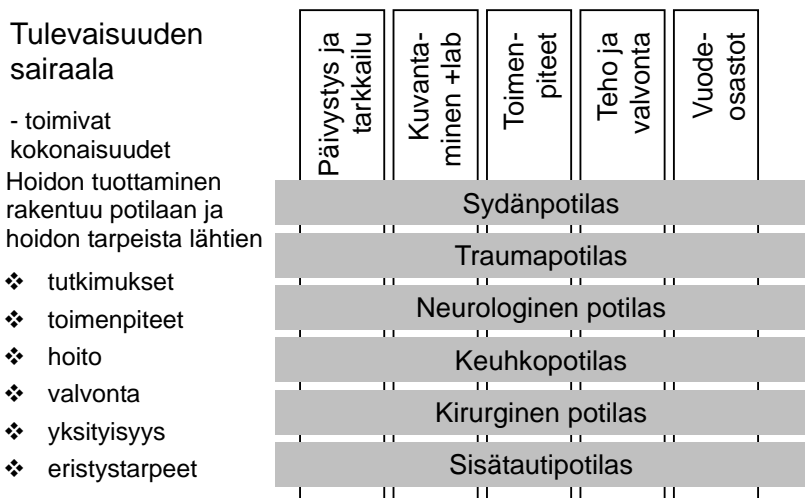 Tulevaisuuden
sairaala
- toimivat
kokonaisuudet
Hoidon tuottaminen
rakentuu potilaan ja
hoidon tarpeista lähtien
❖ tutkimukset
❖ toimenpiteet
❖ hoito
❖ valvonta
❖ yksityisyys
❖ eristystarpeet
Päivystys ja
tarkkailu
Kuvanta-
minen +lab
Toimen-
piteet
Teho ja
valvonta
Vuode-
osastot
Sydänpotilas
Traumapotilas
Neurologinen potilas
Keuhkopotilas
Kirurginen potilas
Sisätautipotilas